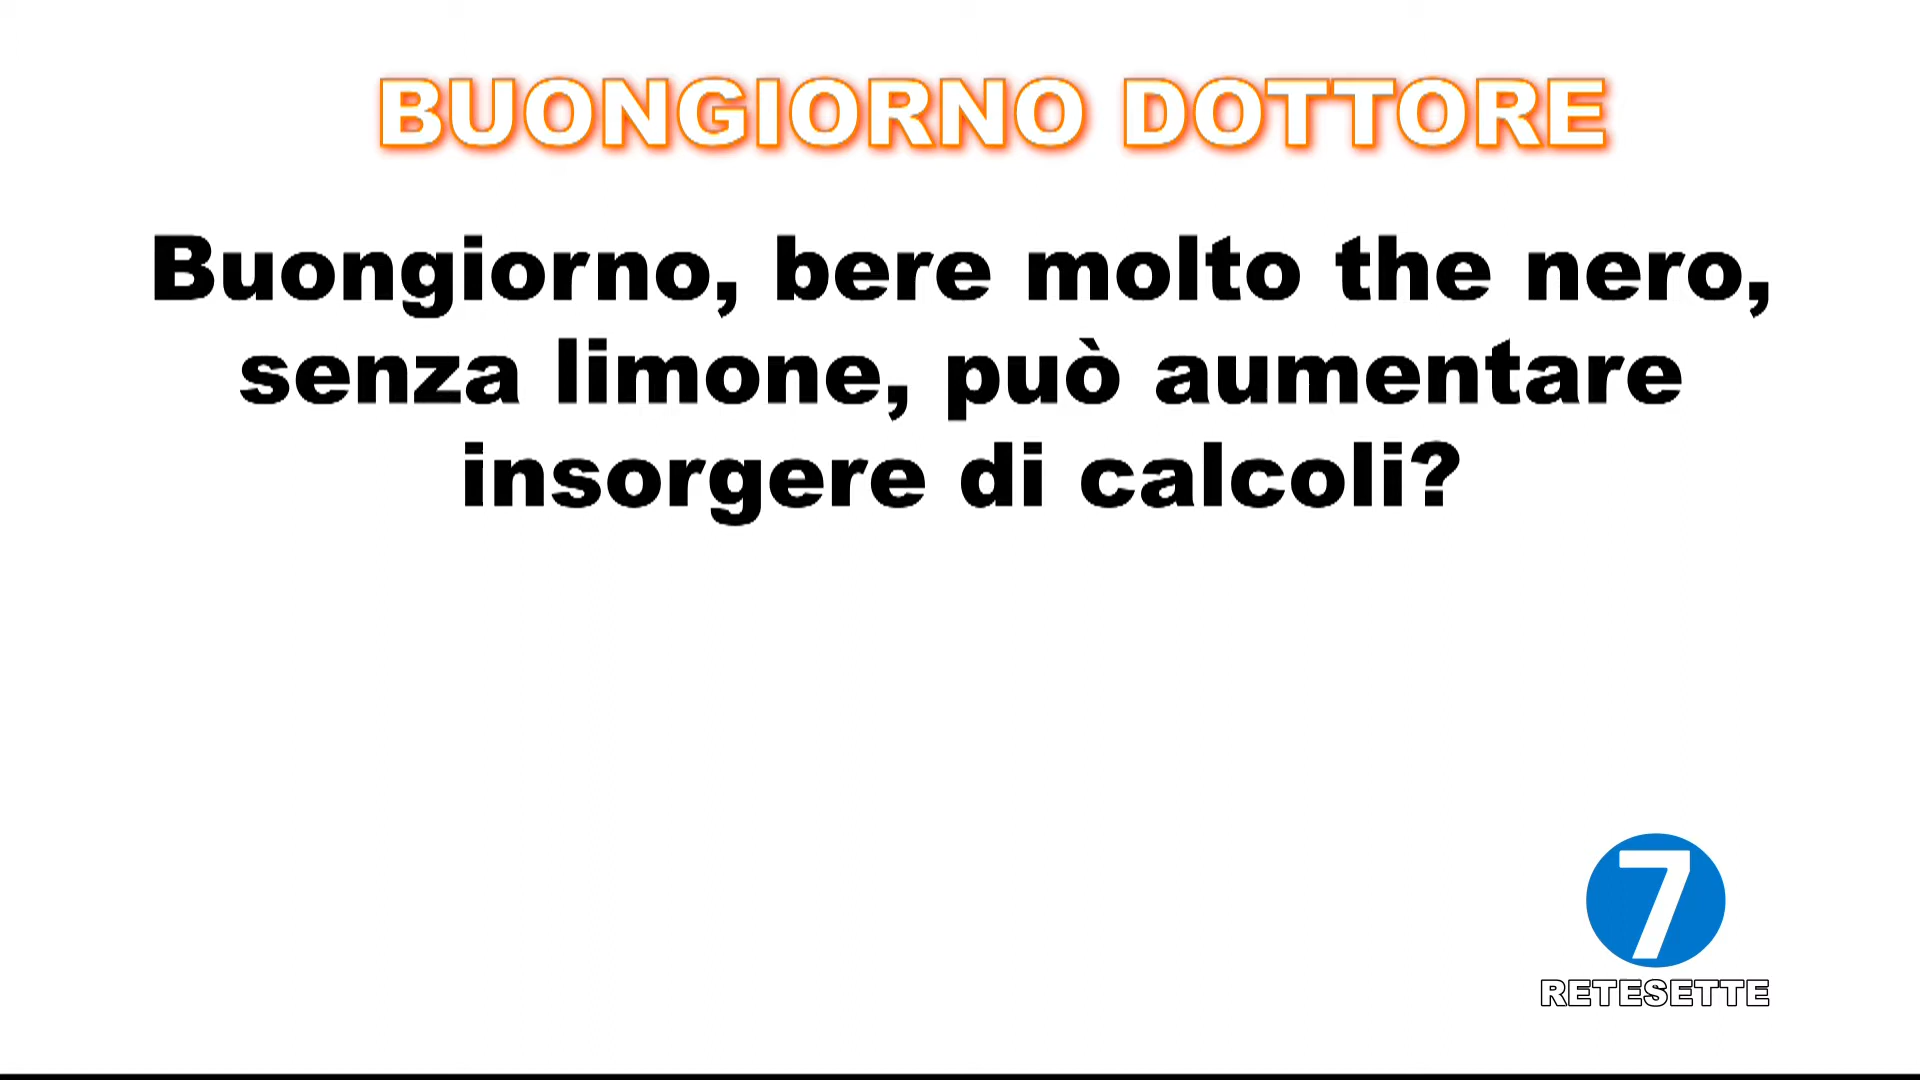 BUONGIORNO DOTTORE
Buongiorno, bere molto the nero,
senza limone, può aumentare
insorgere di calcoli?
7
RETESETTE